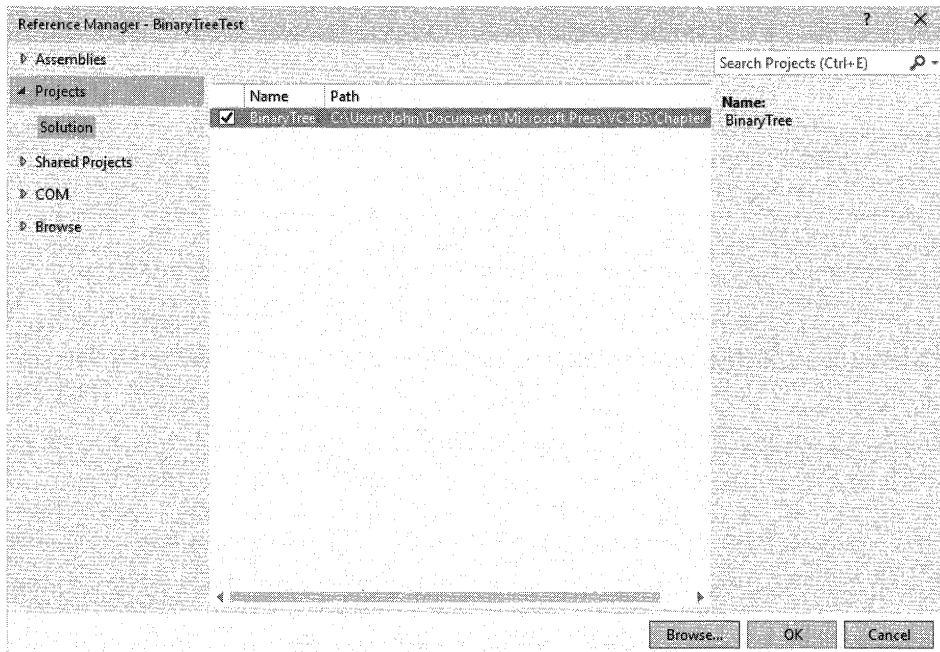 Reference Manager - BinaryTreeTest
?
Assemblies
Search Projects (Ctrl+E)
Projects
Name Path
Name:
BinaryTree C:\Users\John\Documents\Microsoft Press\VCSBS\Chapter
BinaryTree
Solution
Shared Projects
COM
Browse
Browse... OK Cancel